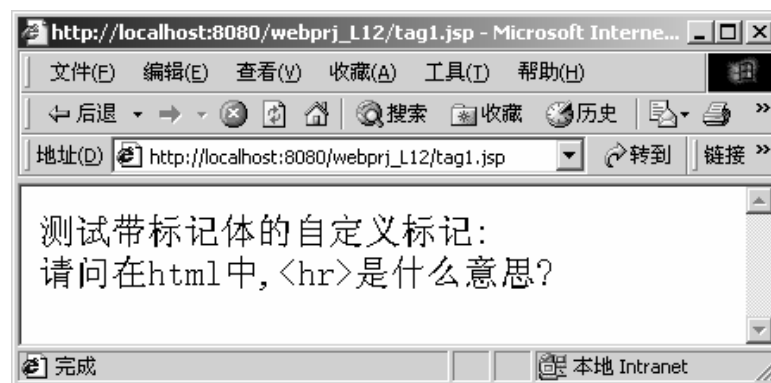 http://localhost:8080/webprj_L12/tag1.jsp - Microsoft Interne...
文件(F) 编辑(E) 查看(V) 收藏(A) 工具(T) 帮助(H)
后退 搜索 收藏 历史 »
地址(D) http://localhost:8080/webprj_L12/tag1.jsp 转到 链接 »
测试带标记体的自定义标记:
请问在html中,<hr>是什么意思?
完成 本地 Intranet